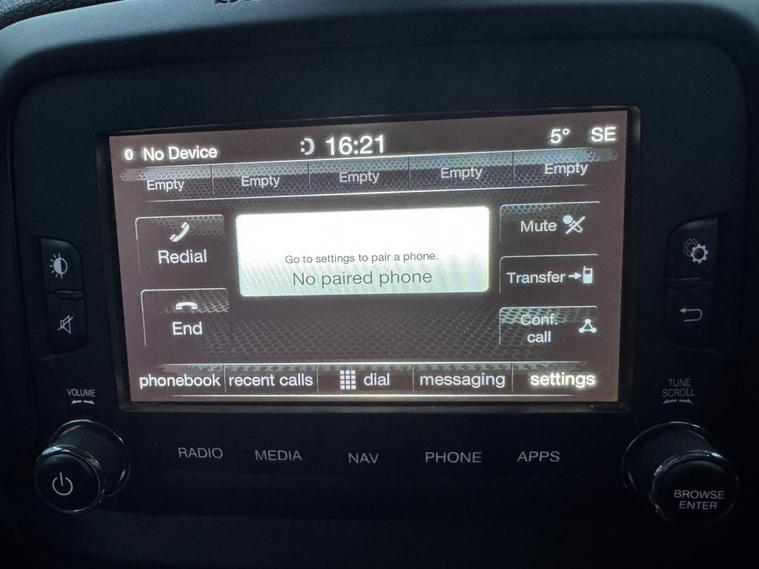 No Device 16:21 5° SE
Empty Empty Empty Empty Empty
Redial
Go to settings to pair a phone.
No paired phone
Mute
Transfer
End
Conf.
call
phonebook recent calls dial messaging settings
VOLUME
TUNE
SCROLL
RADIO MEDIA NAV PHONE APPS
BROWSE
ENTER